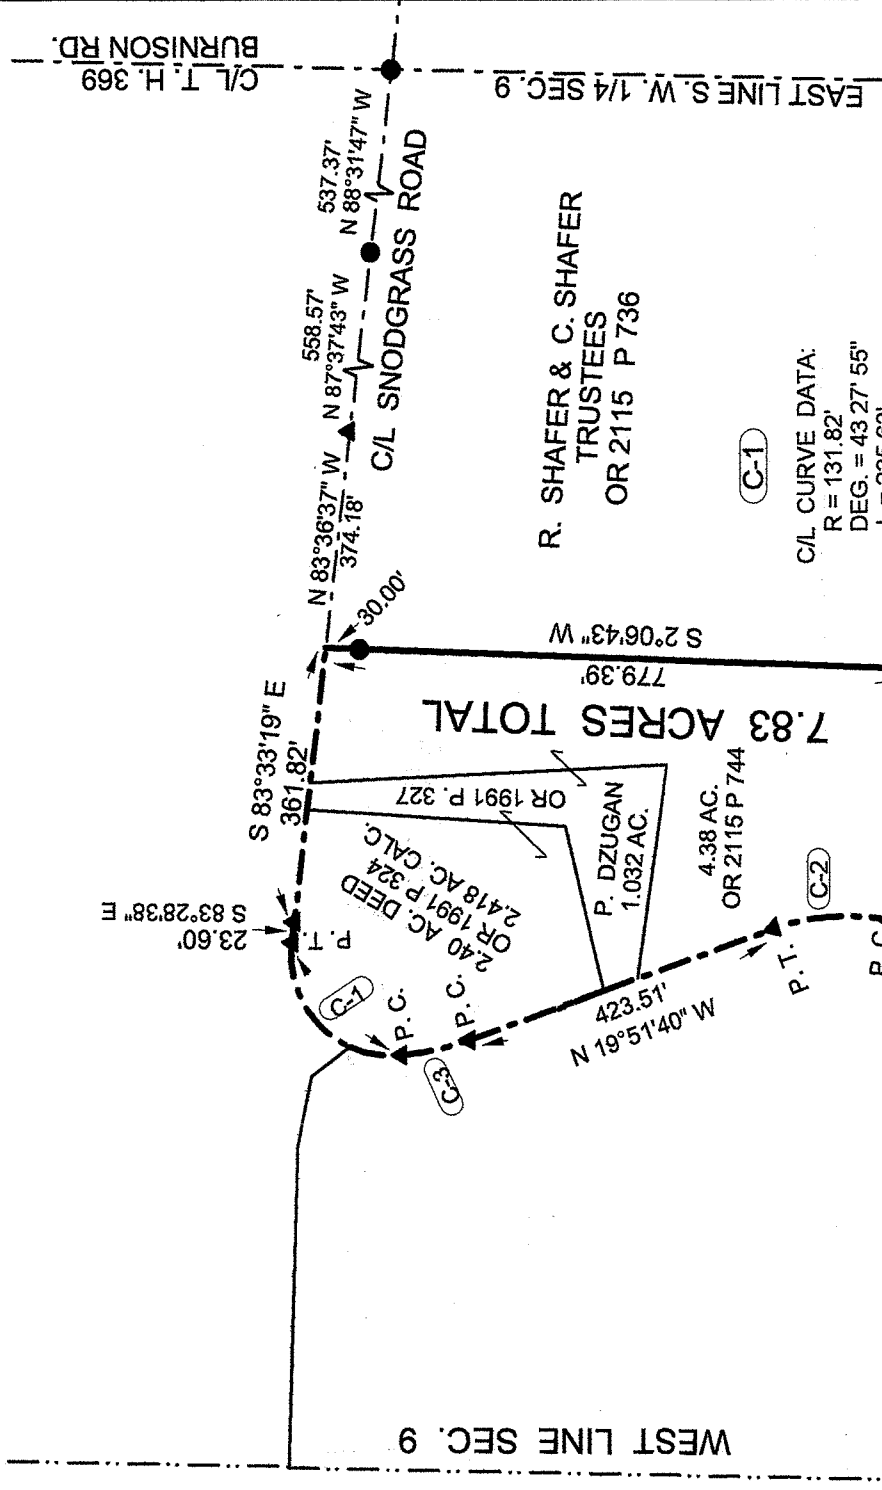 BURNISON RD.
C/L T. H. 369
EAST LINE S. W. 1/4 SEC. 9
537.37'
N 88°31'47" W
558.57'
N 87°37'43" W
C/L SNODGRASS ROAD
N 83°36'37" W
374.18'
R. SHAFER & C. SHAFER
TRUSTEES
OR 2115 P 736
C-1
C/L CURVE DATA:
R = 131.82'
DEG. = 43 27' 55"
30.00'
S 2°06'43" W
779.39'
7.83 ACRES TOTAL
S 83°33'19" E
361.82'
OR 1991 P. 327
P. DZUGAN
1.032 AC.
4.38 AC.
OR 2115 P 744
2.40 AC. DEED
OR 1991 P 324
2.418 AC. CALC.
S 83°28'38" E
23.60'
P. T.
C-1
P. C.
P. C.
C-3
423.51'
N 19°51'40" W
P. T.
C-2
WEST LINE SEC. 9